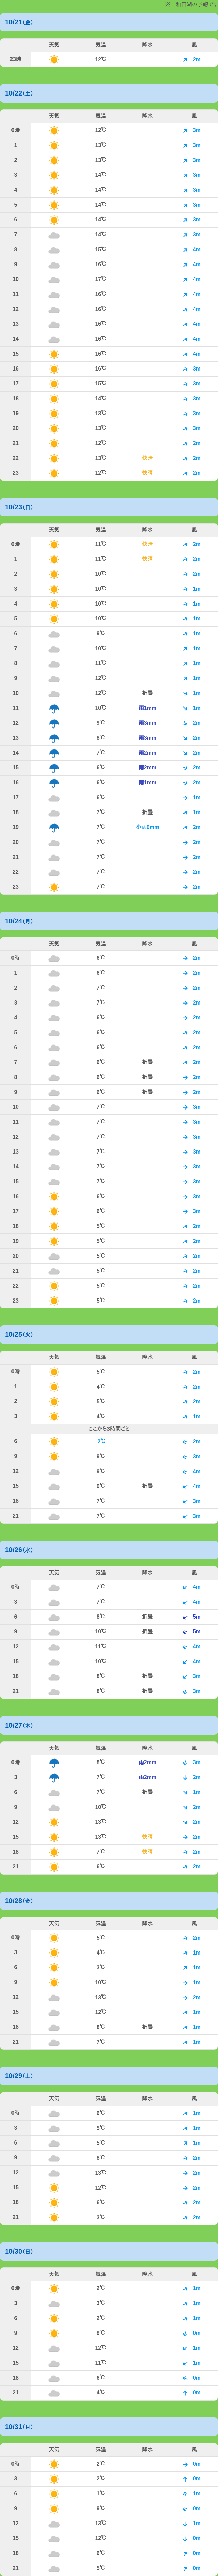 10/21(金)
天気 気温 降水 風
23時 12℃ 2m
10/22(土)
天気 気温 降水 風
0時 12℃ 3m
1 13℃ 3m
2 13℃ 3m
3 14℃ 3m
4 14℃ 3m
5 14℃ 3m
6 14℃ 3m
7 14℃ 3m
8 15℃ 4m
9 16℃ 4m
10 17℃ 4m
11 16℃ 4m
12 16℃ 4m
13 16℃ 4m
14 16℃ 4m
15 16℃ 4m
16 16℃ 3m
17 15℃ 3m
18 14℃ 3m
19 13℃ 3m
20 13℃ 3m
21 12℃ 2m
22 13℃ 快晴 2m
23 12℃ 快晴 2m
10/23(日)
天気 気温 降水 風
0時 11℃ 快晴 2m
1 11℃ 快晴 2m
2 10℃ 2m
3 10℃ 1m
4 10℃ 1m
5 10℃ 1m
6 9℃ 1m
7 10℃ 1m
8 11℃ 1m
9 12℃ 1m
10 12℃ 折曇 1m
11 10℃ 雨1mm 1m
12 9℃ 雨3mm 2m
13 8℃ 雨3mm 2m
14 7℃ 雨2mm 2m
15 6℃ 雨2mm 2m
16 6℃ 雨1mm 2m
17 6℃ 1m
18 7℃ 折曇 1m
19 7℃ 小雨0mm 2m
20 7℃ 2m
21 7℃ 2m
22 7℃ 2m
23 7℃ 2m
10/24(月)
天気 気温 降水 風
0時 6℃ 2m
1 6℃ 2m
2 7℃ 2m
3 7℃ 2m
4 6℃ 2m
5 6℃ 2m
6 6℃ 2m
7 6℃ 折曇 2m
8 6℃ 折曇 2m
9 6℃ 折曇 2m
10 7℃ 3m
11 7℃ 3m
12 7℃ 3m
13 7℃ 3m
14 7℃ 3m
15 7℃ 3m
16 6℃ 3m
17 6℃ 3m
18 5℃ 2m
19 5℃ 2m
20 5℃ 2m
21 5℃ 2m
22 5℃ 2m
23 5℃ 2m
10/25(火)
天気 気温 降水 風
0時 5℃ 2m
1 4℃ 2m
2 5℃ 2m
3 4℃ 1m
ここから3時間ごと
6 -2℃ 2m
9 9℃ 3m
12 9℃ 4m
15 9℃ 折曇 4m
18 7℃ 3m
21 7℃ 3m
10/26(水)
天気 気温 降水 風
0時 7℃ 4m
3 7℃ 4m
6 8℃ 折曇 5m
9 10℃ 折曇 5m
12 11℃ 4m
15 10℃ 4m
18 8℃ 折曇 3m
21 8℃ 折曇 3m
10/27(木)
天気 気温 降水 風
0時 8℃ 雨2mm 3m
3 7℃ 雨2mm 2m
6 7℃ 折曇 1m
9 10℃ 2m
12 13℃ 2m
15 13℃ 快晴 2m
18 7℃ 快晴 2m
21 6℃ 2m
10/28(金)
天気 気温 降水 風
0時 5℃ 2m
3 4℃ 1m
6 3℃ 1m
9 10℃ 1m
12 13℃ 2m
15 12℃ 1m
18 8℃ 折曇 1m
21 7℃ 1m
10/29(土)
天気 気温 降水 風
0時 6℃ 1m
3 5℃ 1m
6 5℃ 1m
9 8℃ 2m
12 13℃ 2m
15 12℃ 2m
18 6℃ 2m
21 3℃ 2m
10/30(日)
天気 気温 降水 風
0時 2℃ 1m
3 3℃ 1m
6 2℃ 1m
9 9℃ 0m
12 12℃ 1m
15 11℃ 1m
18 6℃ 0m
21 4℃ 0m
10/31(月)
天気 気温 降水 風
0時 2℃ 0m
3 2℃ 0m
6 1℃ 1m
9 9℃ 0m
12 13℃ 1m
15 12℃ 0m
18 6℃ 0m
21 5℃ 0m